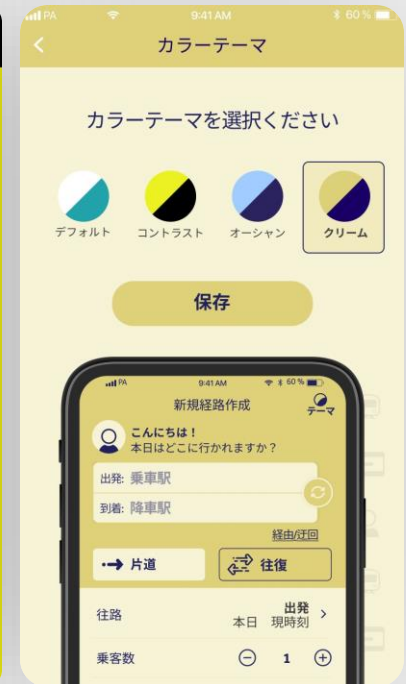 PA 9:41 AM 60 %
カラーテーマ
カラーテーマを選択ください
デフォルト コントラスト オーシャン クリーム
保存
PA 9:41 AM 60 %
新規経路作成
テーマ
こんにちは！
本日はどこに行かれますか？
出発: 乗車駅
到着: 降車駅
経由/迂回
片道 往復
往路 本日 出発 現時刻
乗客数 1